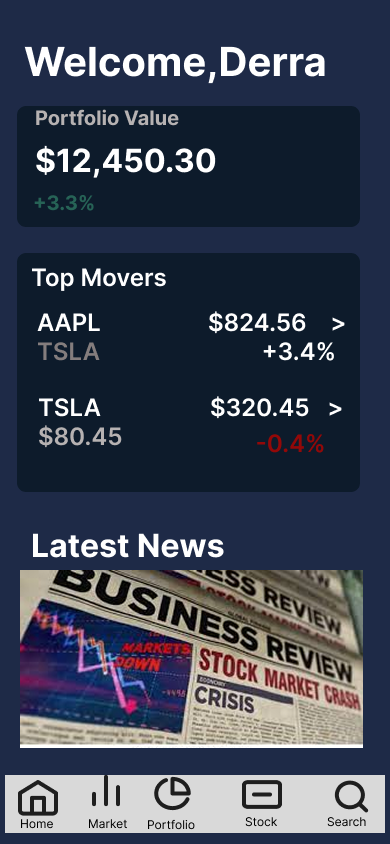 Welcome,Derra
Portfolio Value
$12,450.30
+3.3%
Top Movers
AAPL $824.56 >
TSLA +3.4%
TSLA $320.45 >
$80.45 -0.4%
Latest News
BUSINESS REVIEW
MARKETS
DOWN
STOCK MARKET CRASH
ECONOMY
CRISIS
Home Market Portfolio Stock Search